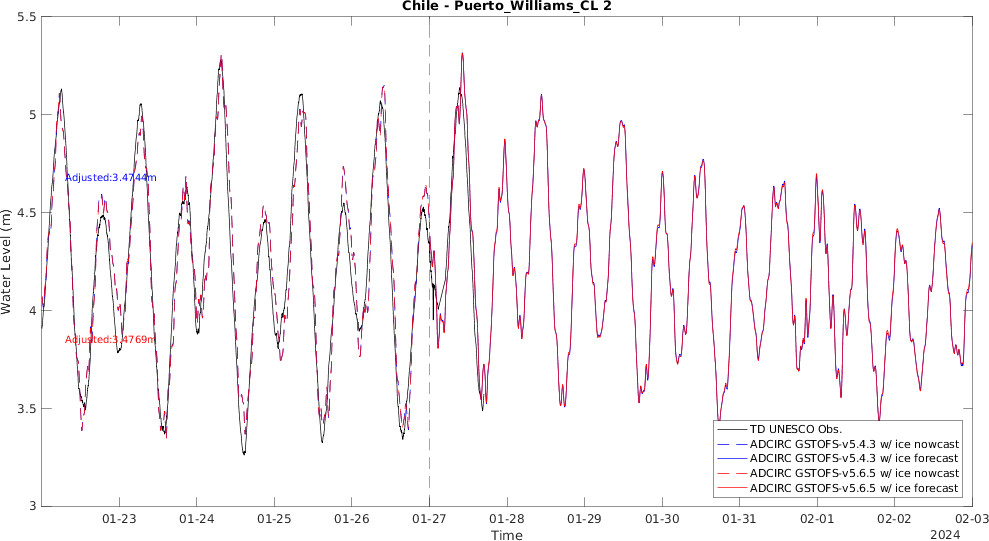 Chile - Puerto_Williams_CL 2
5.5
5
4.5
4
3.5
3
Water Level (m)
Adjusted:3.4744m
Adjusted:3.4769m
TD UNESCO Obs.
ADCIRC GSTOFS-v5.4.3 w/ ice nowcast
ADCIRC GSTOFS-v5.4.3 w/ ice forecast
ADCIRC GSTOFS-v5.6.5 w/ ice nowcast
ADCIRC GSTOFS-v5.6.5 w/ ice forecast
01-23 01-24 01-25 01-26 01-27 01-28 01-29 01-30 01-31 02-01 02-02 02-03
Time
2024